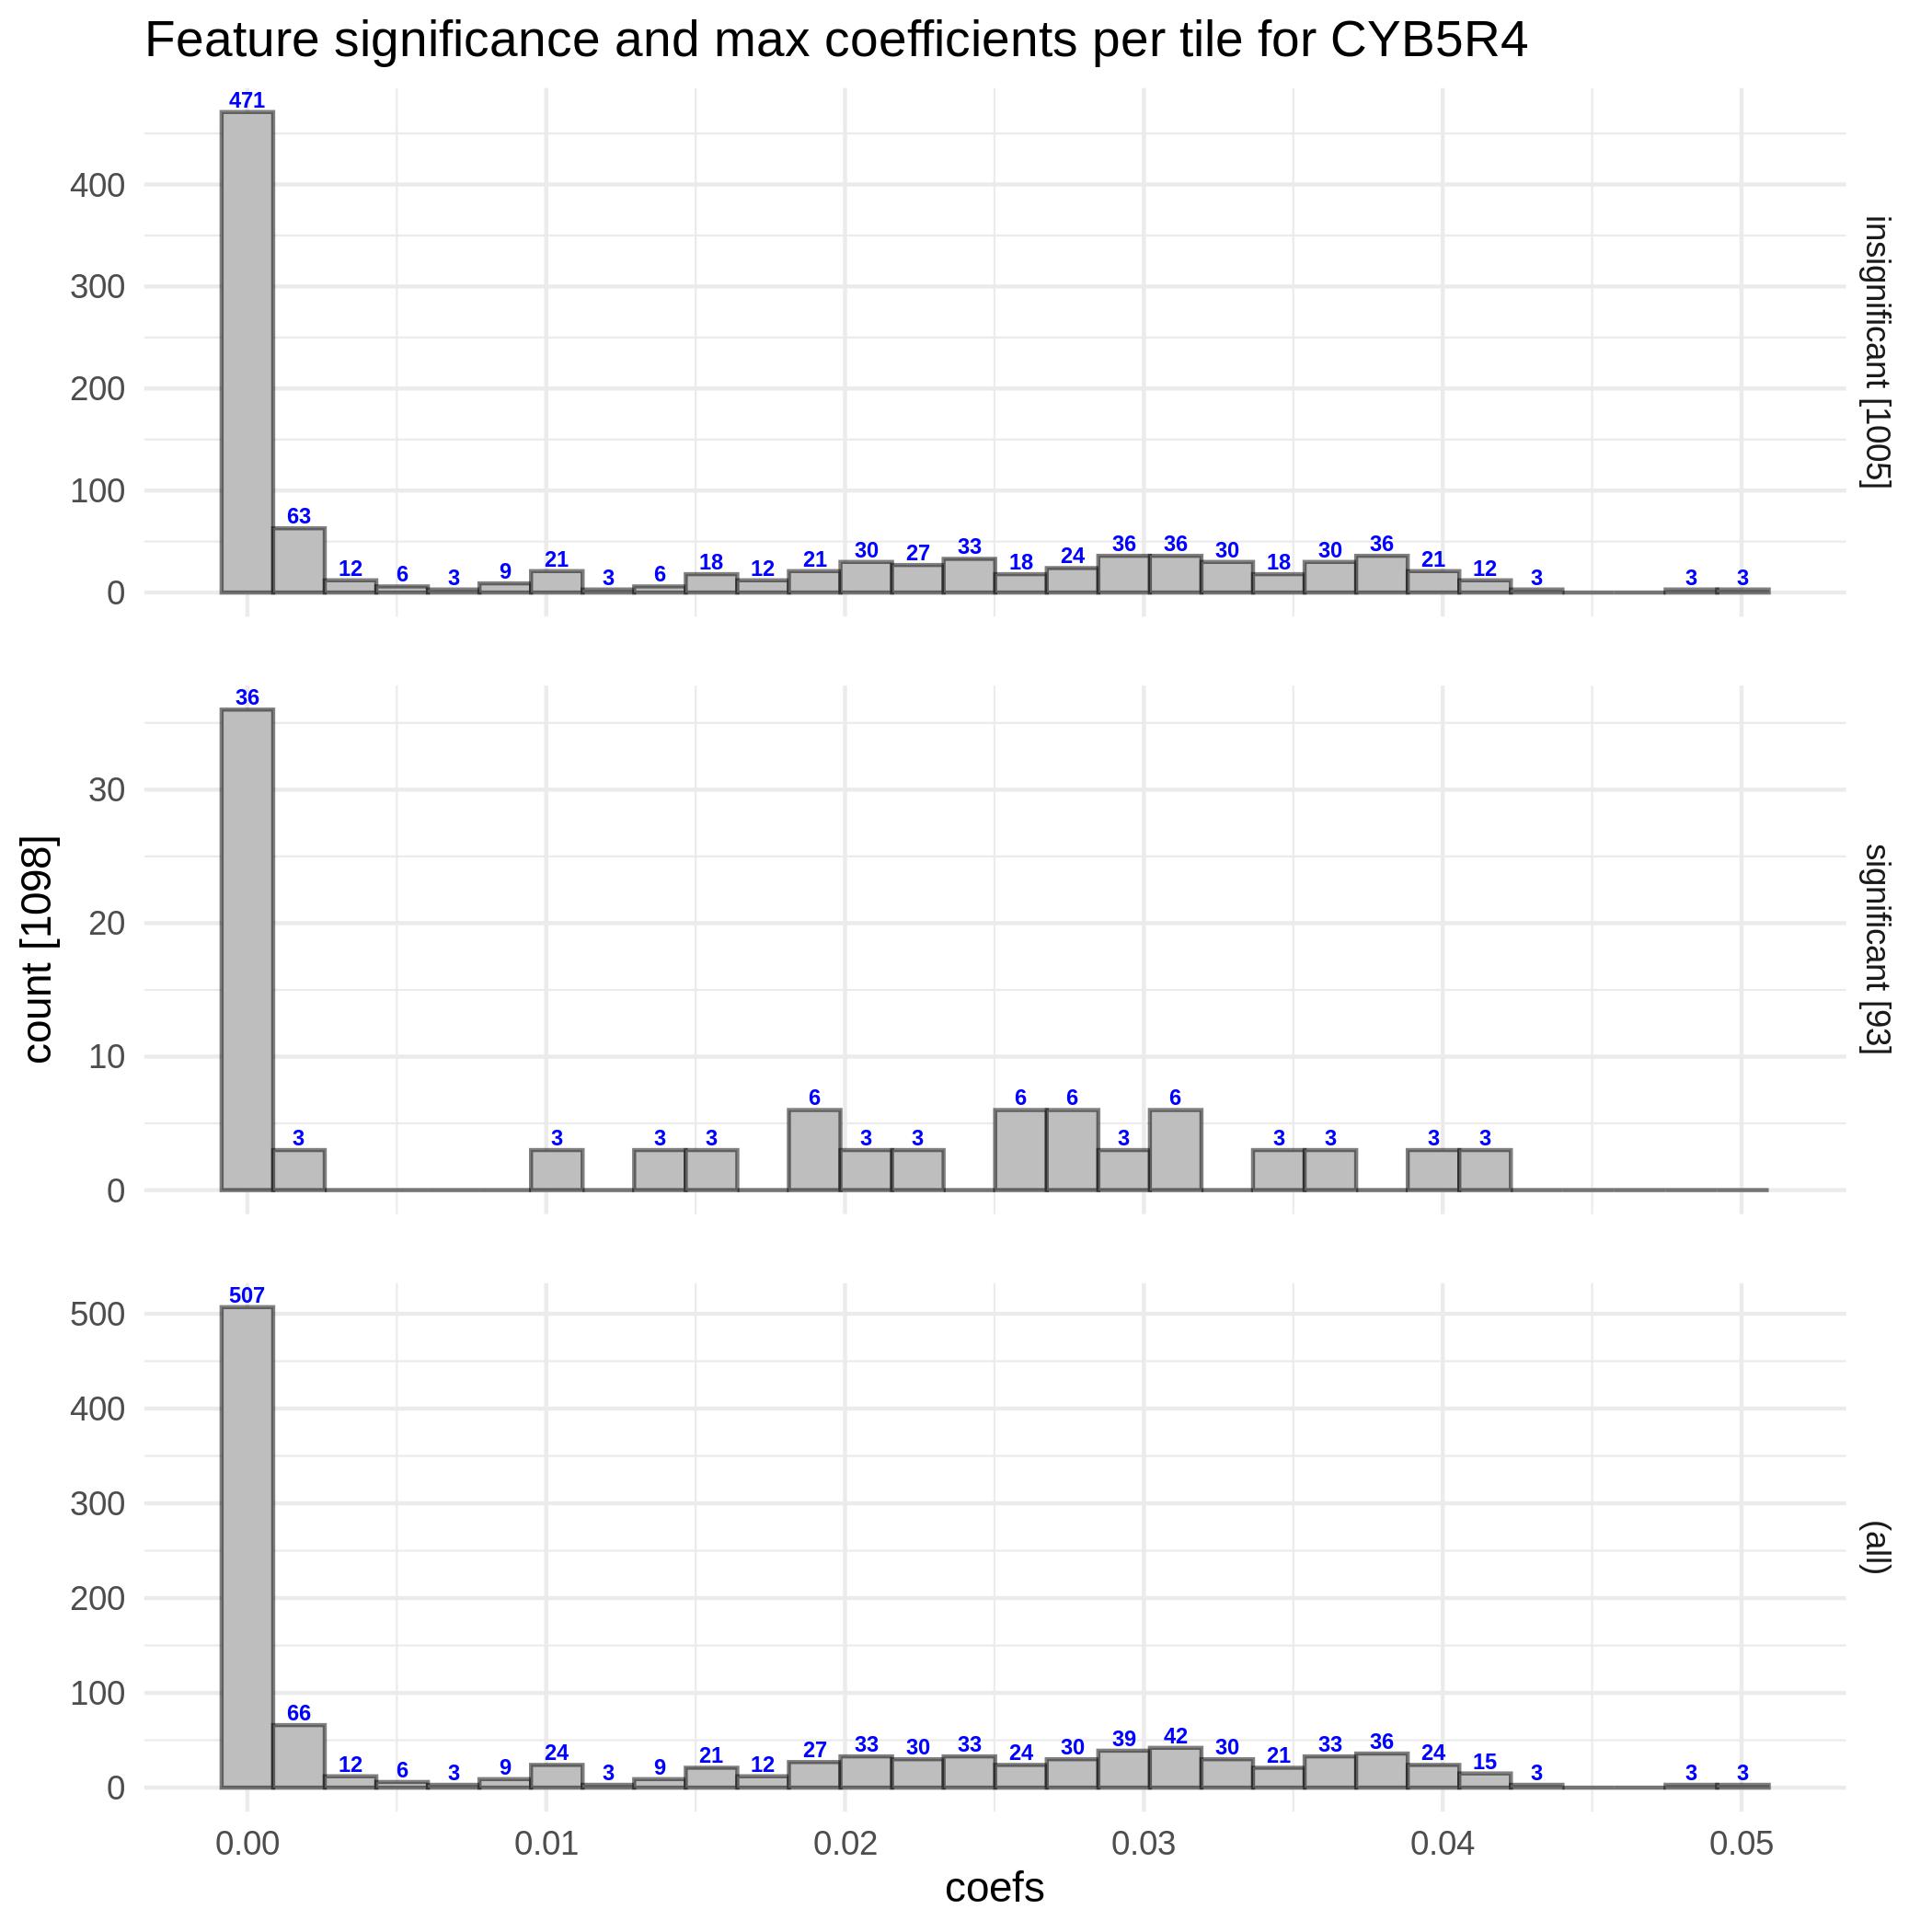 Feature significance and max coefficients per tile for CYB5R4
471
63 12 6 3 9 21 3 6 18 12 21 30 27 33 18 24 36 36 30 18 30 36 21 12 3 3 3
400
300
200
100
0
insignificant [1005]
36
3 3 3 3 6 3 3 6 6 3 6 3 3 3 3
30
20
10
0
significant [93]
count [1098]
507
66 12 6 3 9 24 3 9 21 12 27 33 30 33 24 30 39 42 30 21 33 36 24 15 3 3 3
500
400
300
200
100
0
(all)
0.00 0.01 0.02 0.03 0.04 0.05
coefs